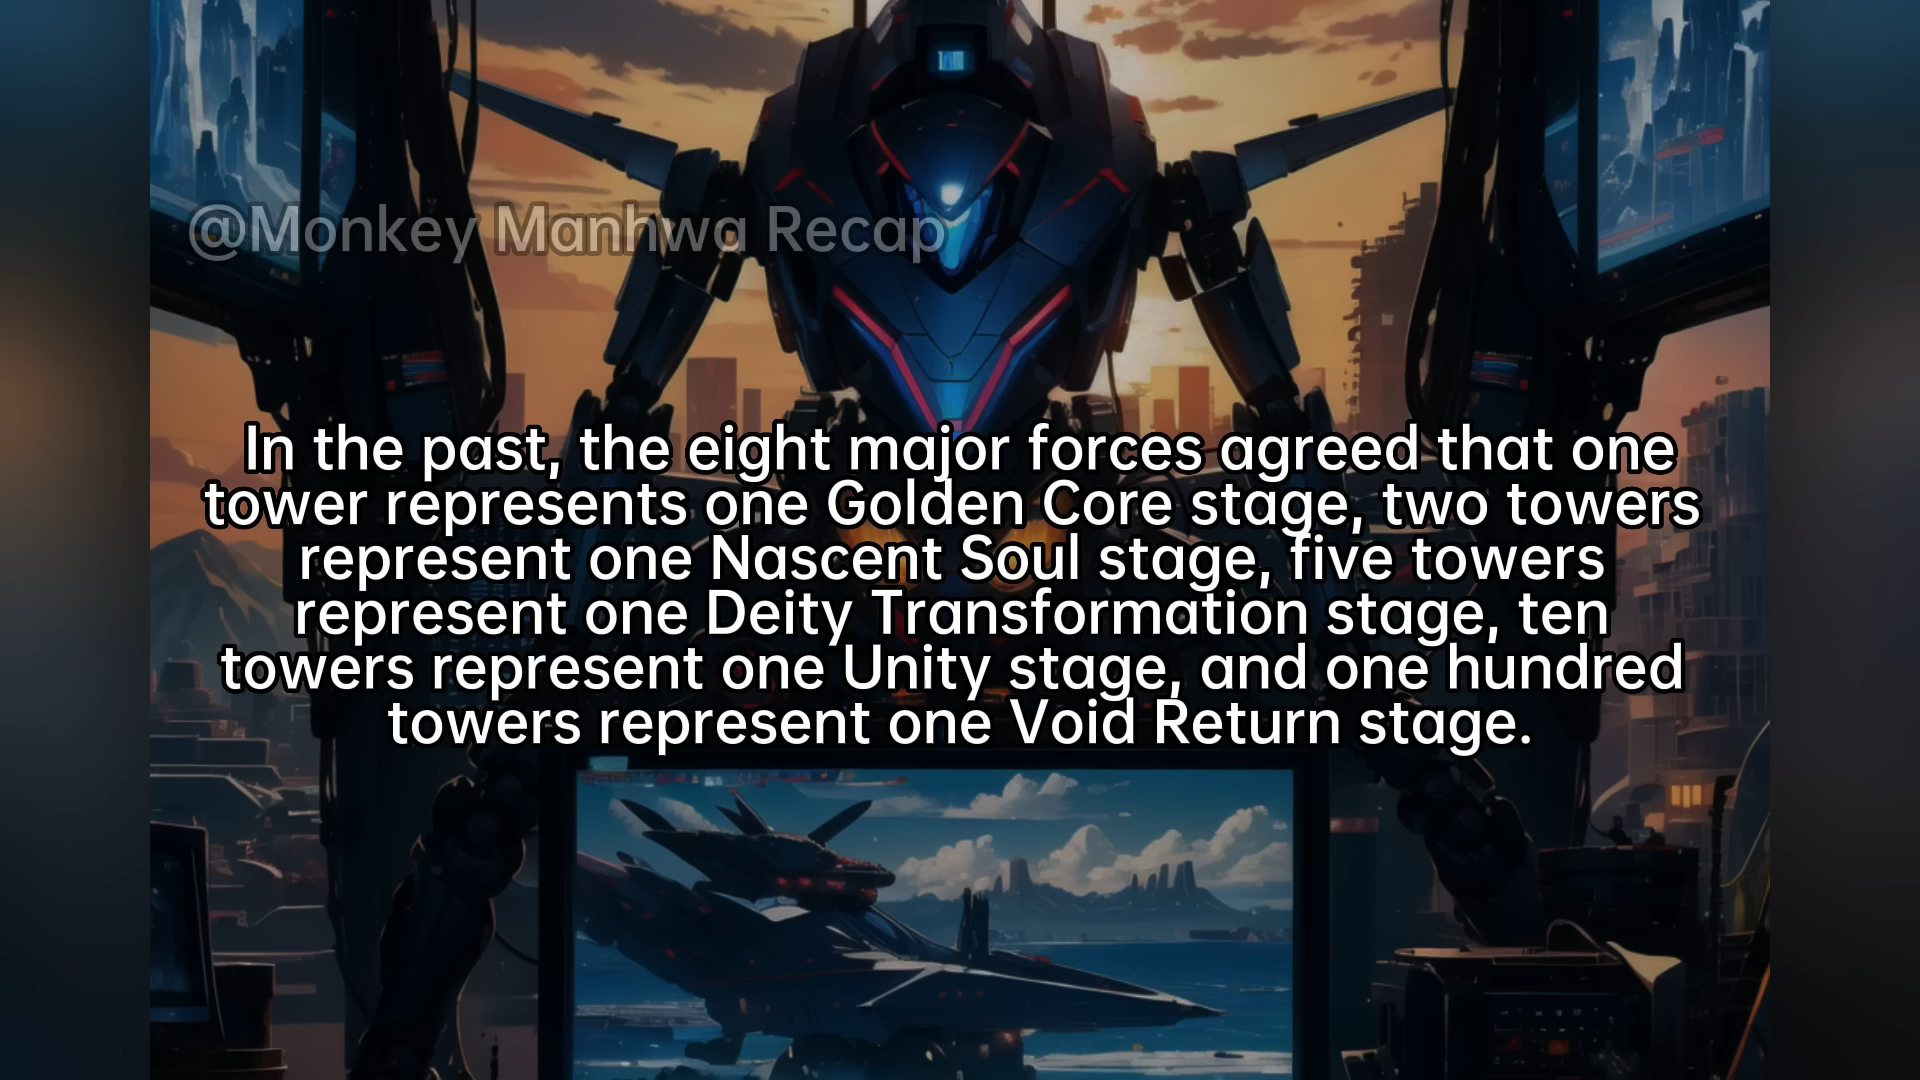 @Monkey Manhwa Recap
In the past, the eight major forces agreed that one
tower represents one Golden Core stage, two towers
represent one Nascent Soul stage, five towers
represent one Deity Transformation stage, ten
towers represent one Unity stage, and one hundred
towers represent one Void Return stage.